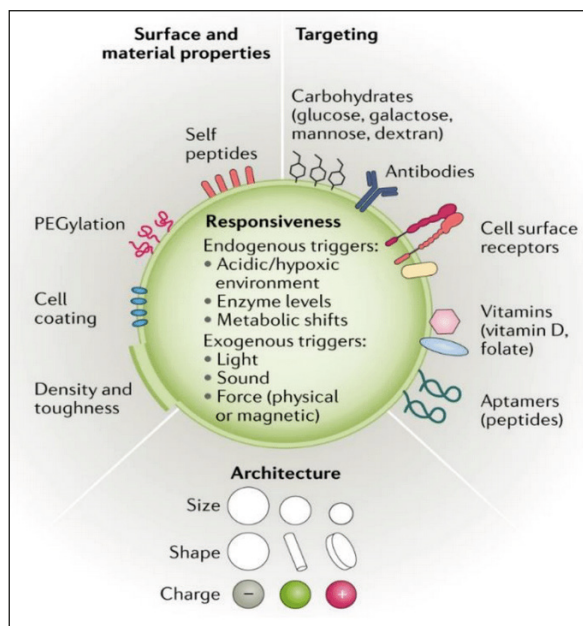 Surface and
material properties
Targeting
Carbohydrates
(glucose, galactose,
mannose, dextran)
Self
peptides
Antibodies
PEGylation
Cell surface
receptors
Cell
coating
Vitamins
(vitamin D,
folate)
Density and
toughness
Aptamers
(peptides)
Responsiveness
Endogenous triggers:
• Acidic/hypoxic
environment
• Enzyme levels
• Metabolic shifts
Exogenous triggers:
• Light
• Sound
• Force (physical
or magnetic)
Architecture
Size
Shape
Charge − +